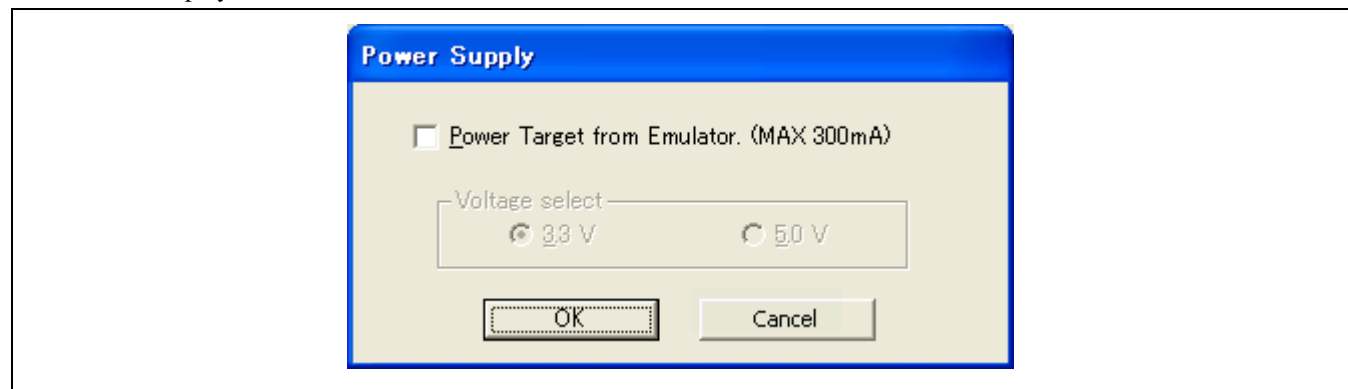 Power Supply
Power Target from Emulator. (MAX 300mA)
Voltage select
3.3 V 5.0 V
OK Cancel